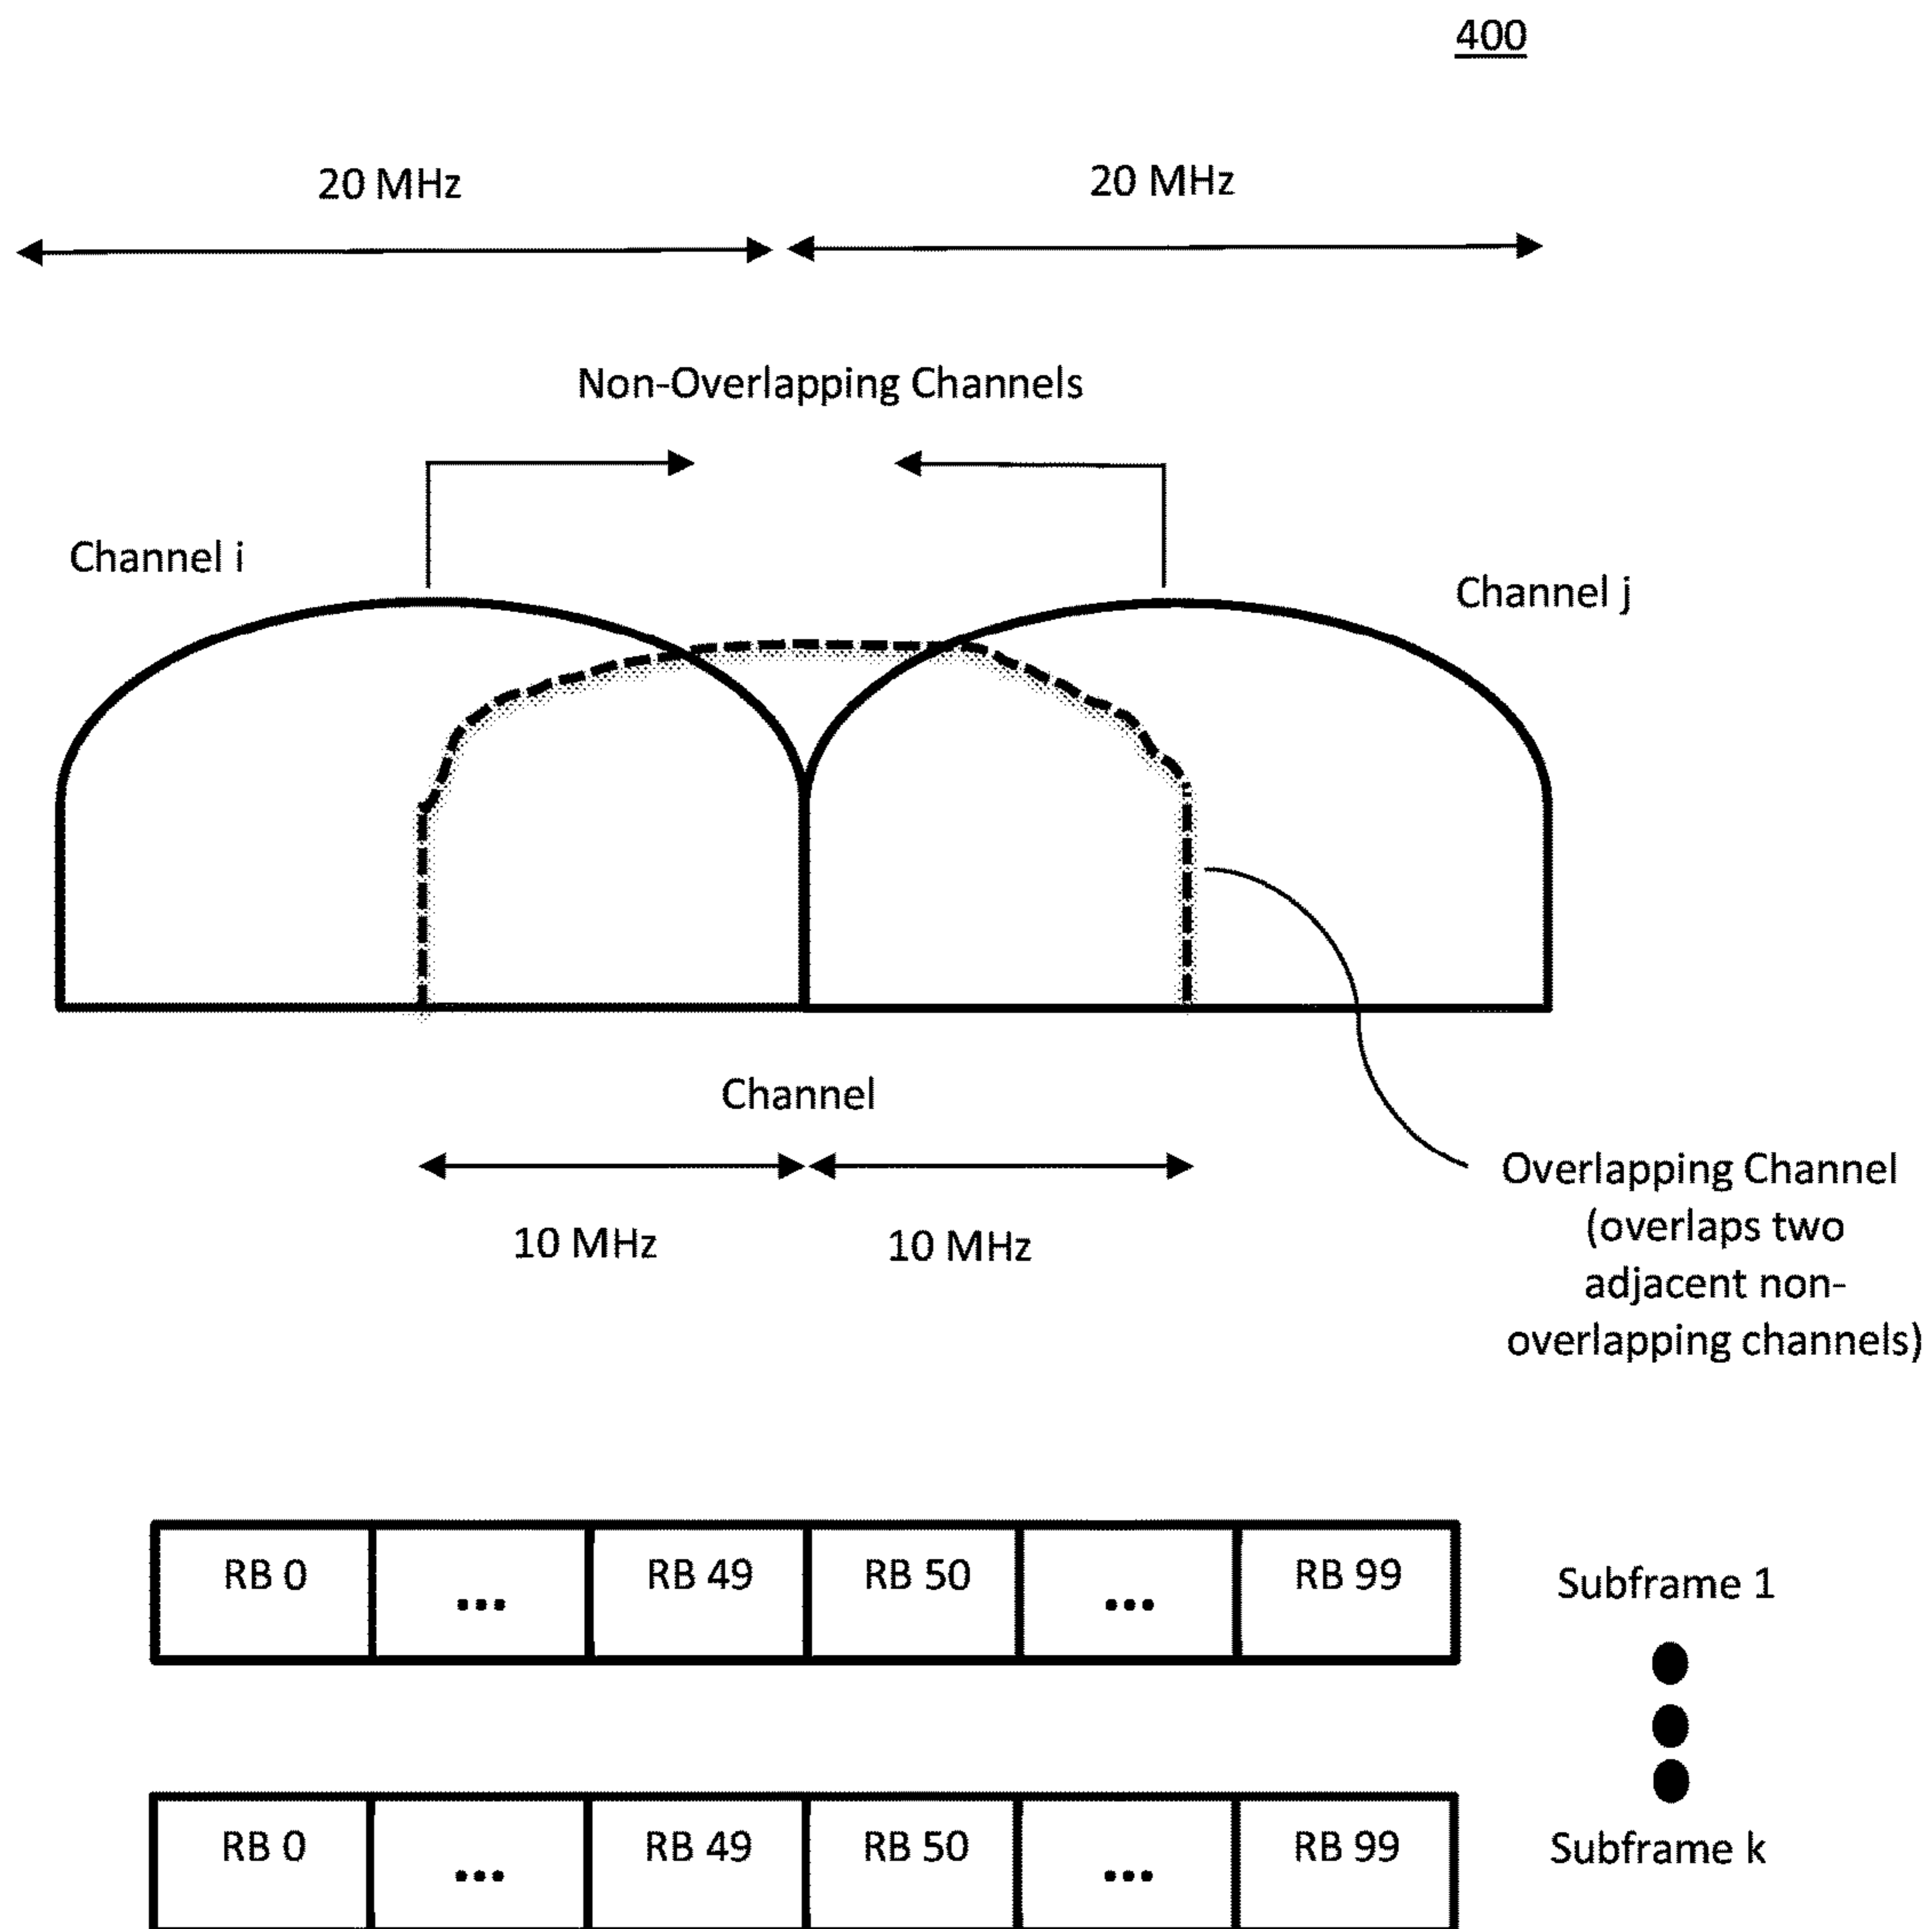 400
20 MHz
20 MHz
Non-Overlapping Channels
Channel i
Channel j
Channel
10 MHz
10 MHz
Overlapping Channel
(overlaps two
adjacent non-
overlapping channels)
RB 0
...
RB 49
RB 50
...
RB 99
Subframe 1
RB 0
...
RB 49
RB 50
...
RB 99
Subframe k